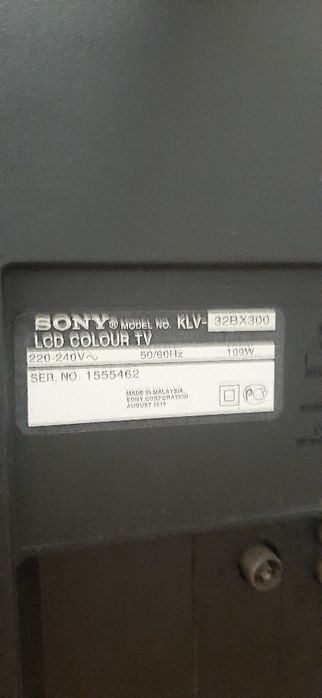 SONY® MODEL NO. KLV-32BX300
LCD COLOUR TV
220-240V~ 50/60Hz 109W
SER. NO. 1555462
MADE IN MALAYSIA
SONY CORPORATION
AUGUST